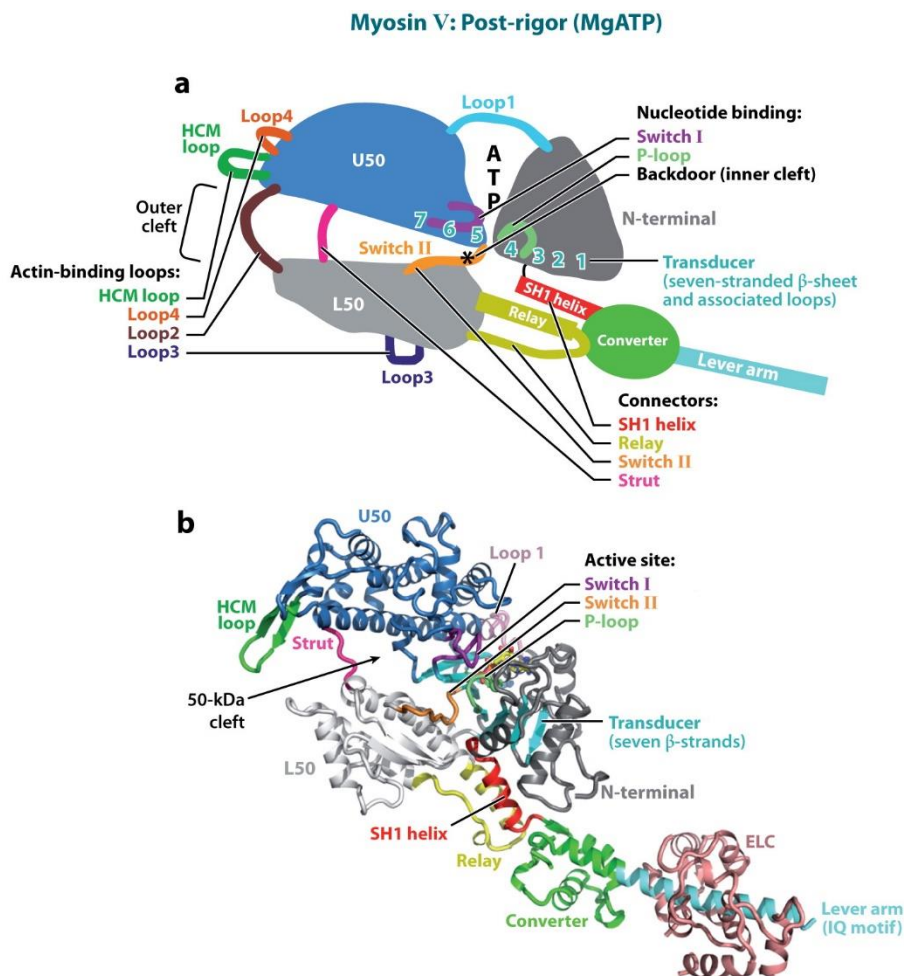 Myosin V: Post-rigor (MgATP)
a
Loop1
Nucleotide binding:
Switch I
P-loop
Backdoor (inner cleft)
Loop4
HCM
loop
U50
A
T
P
N-terminal
7 6 5
4 3 2 1
Outer
cleft
Switch II
*
Transducer
(seven-stranded β-sheet
and associated loops)
Actin-binding loops:
HCM loop
Loop4
Loop2
Loop3
L50
SH1 helix
Relay
Converter
Lever arm
Loop3
Connectors:
SH1 helix
Relay
Switch II
Strut
b
U50
Loop 1
Active site:
Switch I
Switch II
P-loop
HCM
loop
Strut
50-kDa
cleft
Transducer
(seven β-strands)
L50
N-terminal
SH1 helix
Relay
ELC
Converter
Lever arm
(IQ motif)